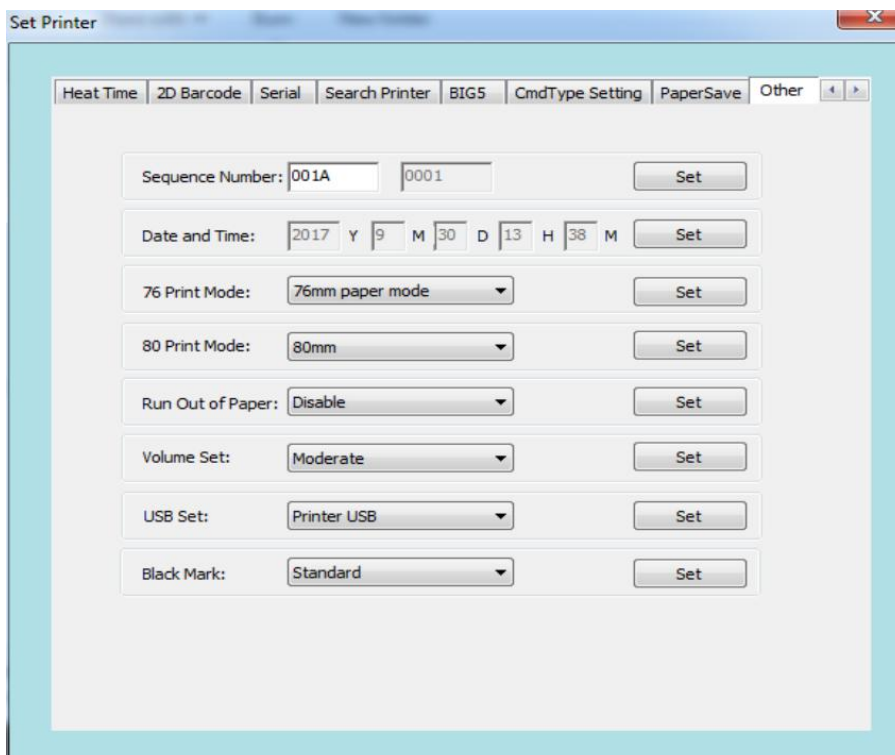 Set Printer
Heat Time 2D Barcode Serial Search Printer BIG5 CmdType Setting PaperSave Other
Sequence Number: 001A 0001 Set
Date and Time: 2017 Y 9 M 30 D 13 H 38 M Set
76 Print Mode: 76mm paper mode Set
80 Print Mode: 80mm Set
Run Out of Paper: Disable Set
Volume Set: Moderate Set
USB Set: Printer USB Set
Black Mark: Standard Set